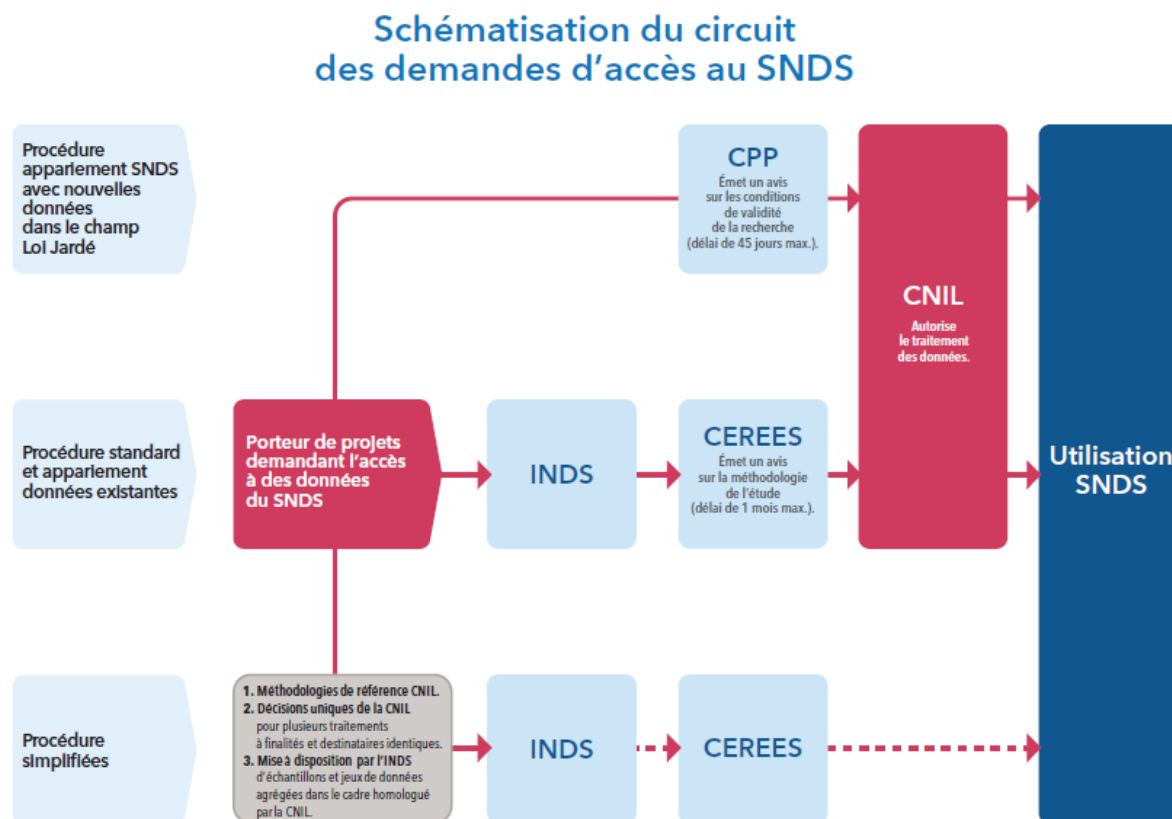 Schématisation du circuit
des demandes d'accès au SNDS
Procédure
appariement SNDS
avec nouvelles
données
dans le champ
Loi Jardé
CPP
Émet un avis
sur les conditions
de validité
de la recherche
(délai de 45 jours max.).
CNIL
Autorise
le traitement
des données.
Procédure standard
et appariement
données existantes
Porteur de projets
demandant l'accès
à des données
du SNDS
INDS
CEREES
Émet un avis
sur la méthodologie
de l'étude
(délai de 1 mois max.).
Utilisation
SNDS
Procédure
simplifiées
1. Méthodologies de référence CNIL.
2. Décisions uniques de la CNIL
pour plusieurs traitements
à finalités et destinataires identiques.
3. Mise à disposition par l'INDS
d'échantillons et jeux de données
agrégées dans le cadre homologué
par la CNIL.
INDS
CEREES